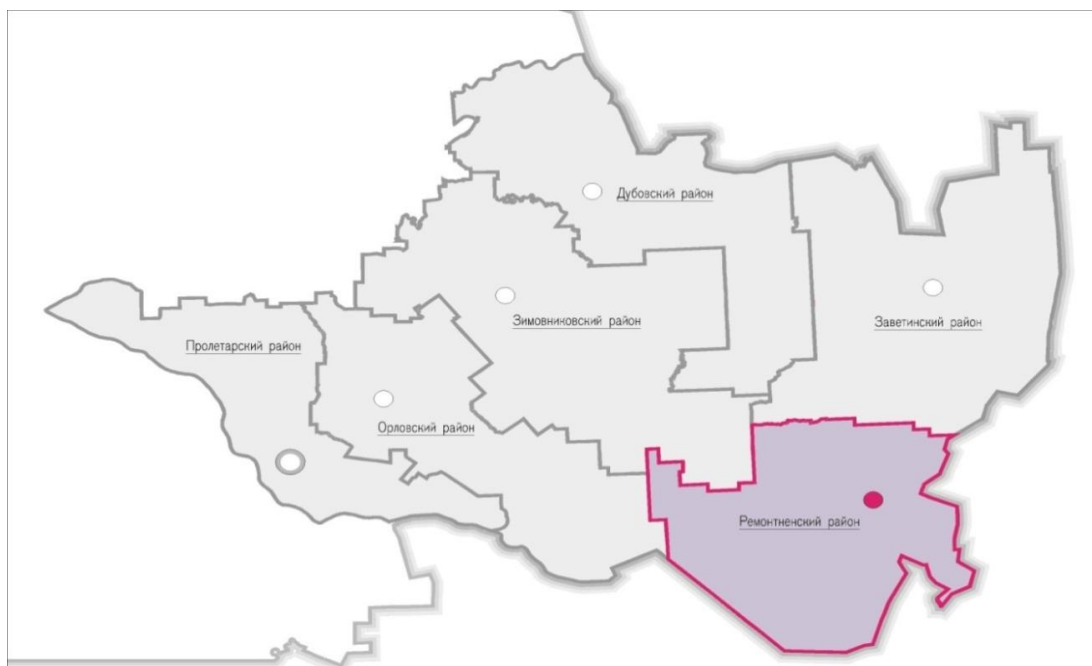 Дубовский район
Зимовниковский район
Заветинский район
Пролетарский район
Орловский район
Ремонтненский район